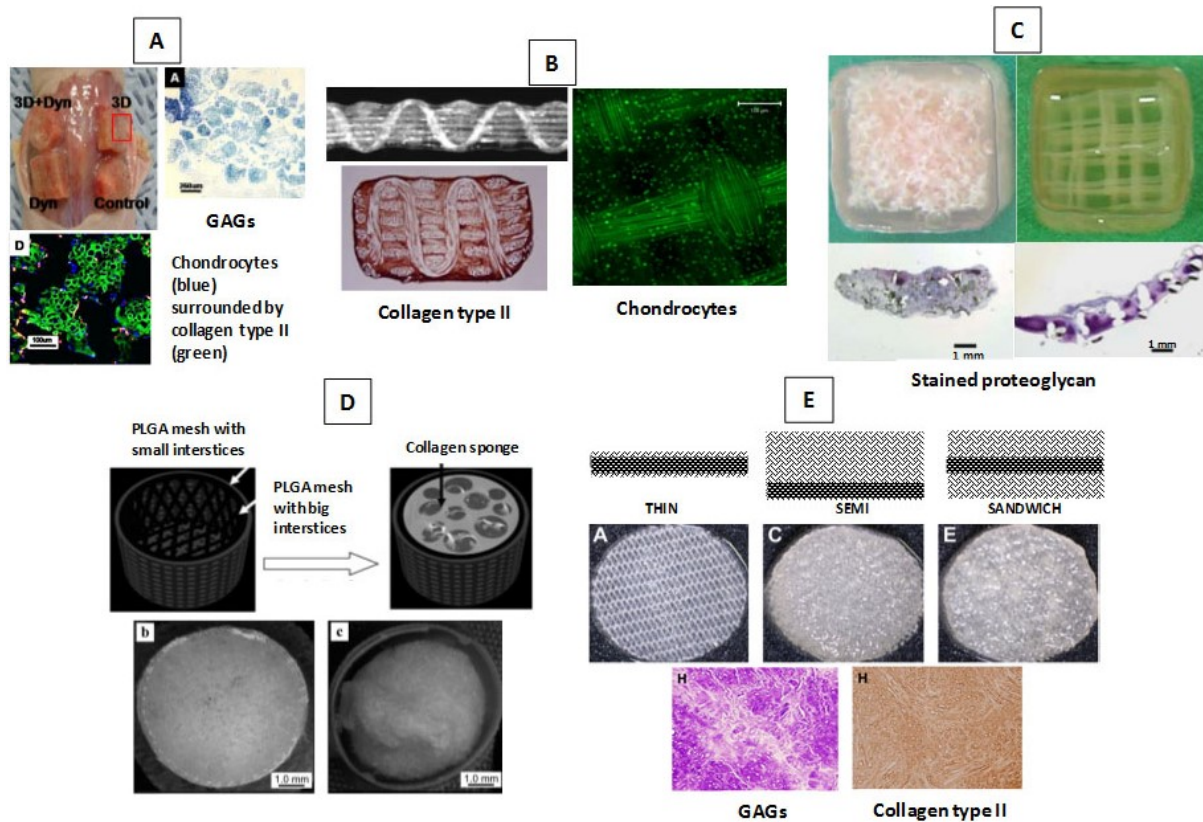 A
3D+Dyn
3D
Dyn
Control
A
250um
GAGs
D
100um
Chondrocytes
(blue)
surrounded by
collagen type II
(green)
B
Collagen type II
Chondrocytes
C
1 mm
1 mm
Stained proteoglycan
D
PLGA mesh with
small interstices
PLGA mesh
with big
interstices
Collagen sponge
b
1.0 mm
c
1.0 mm
E
THIN
SEMI
SANDWICH
A
C
E
H
GAGs
H
Collagen type II